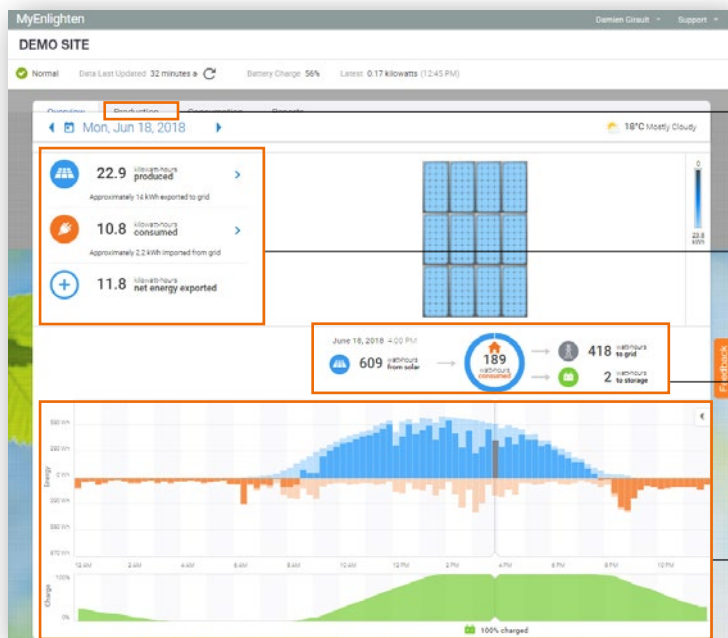 MyEnlighten
Damien Girault
Support
DEMO SITE
Normal
Data Last Updated 32 minutes a
Battery Charge 56%
Latest 0.17 kilowatts (12:45 PM)
Overview
Production
Consumption
Reports
Mon, Jun 18, 2018
18°C Mostly Cloudy
22.9 kilowatt-hours
produced
Approximately 14 kWh exported to grid
10.8 kilowatt-hours
consumed
Approximately 2.2 kWh imported from grid
11.8 kilowatt-hours
net energy exported
0
23.8
kWh
June 18, 2018 4:00 PM
609 watt-hours
from solar
189
watt-hours
consumed
418 watt-hours
to grid
2 watt-hours
to storage
Feedback
Energy
0 Wh
12 AM
2 AM
4 AM
6 AM
8 AM
10 AM
12 PM
2 PM
4 PM
6 PM
8 PM
10 PM
Charge
100%
0%
100% charged